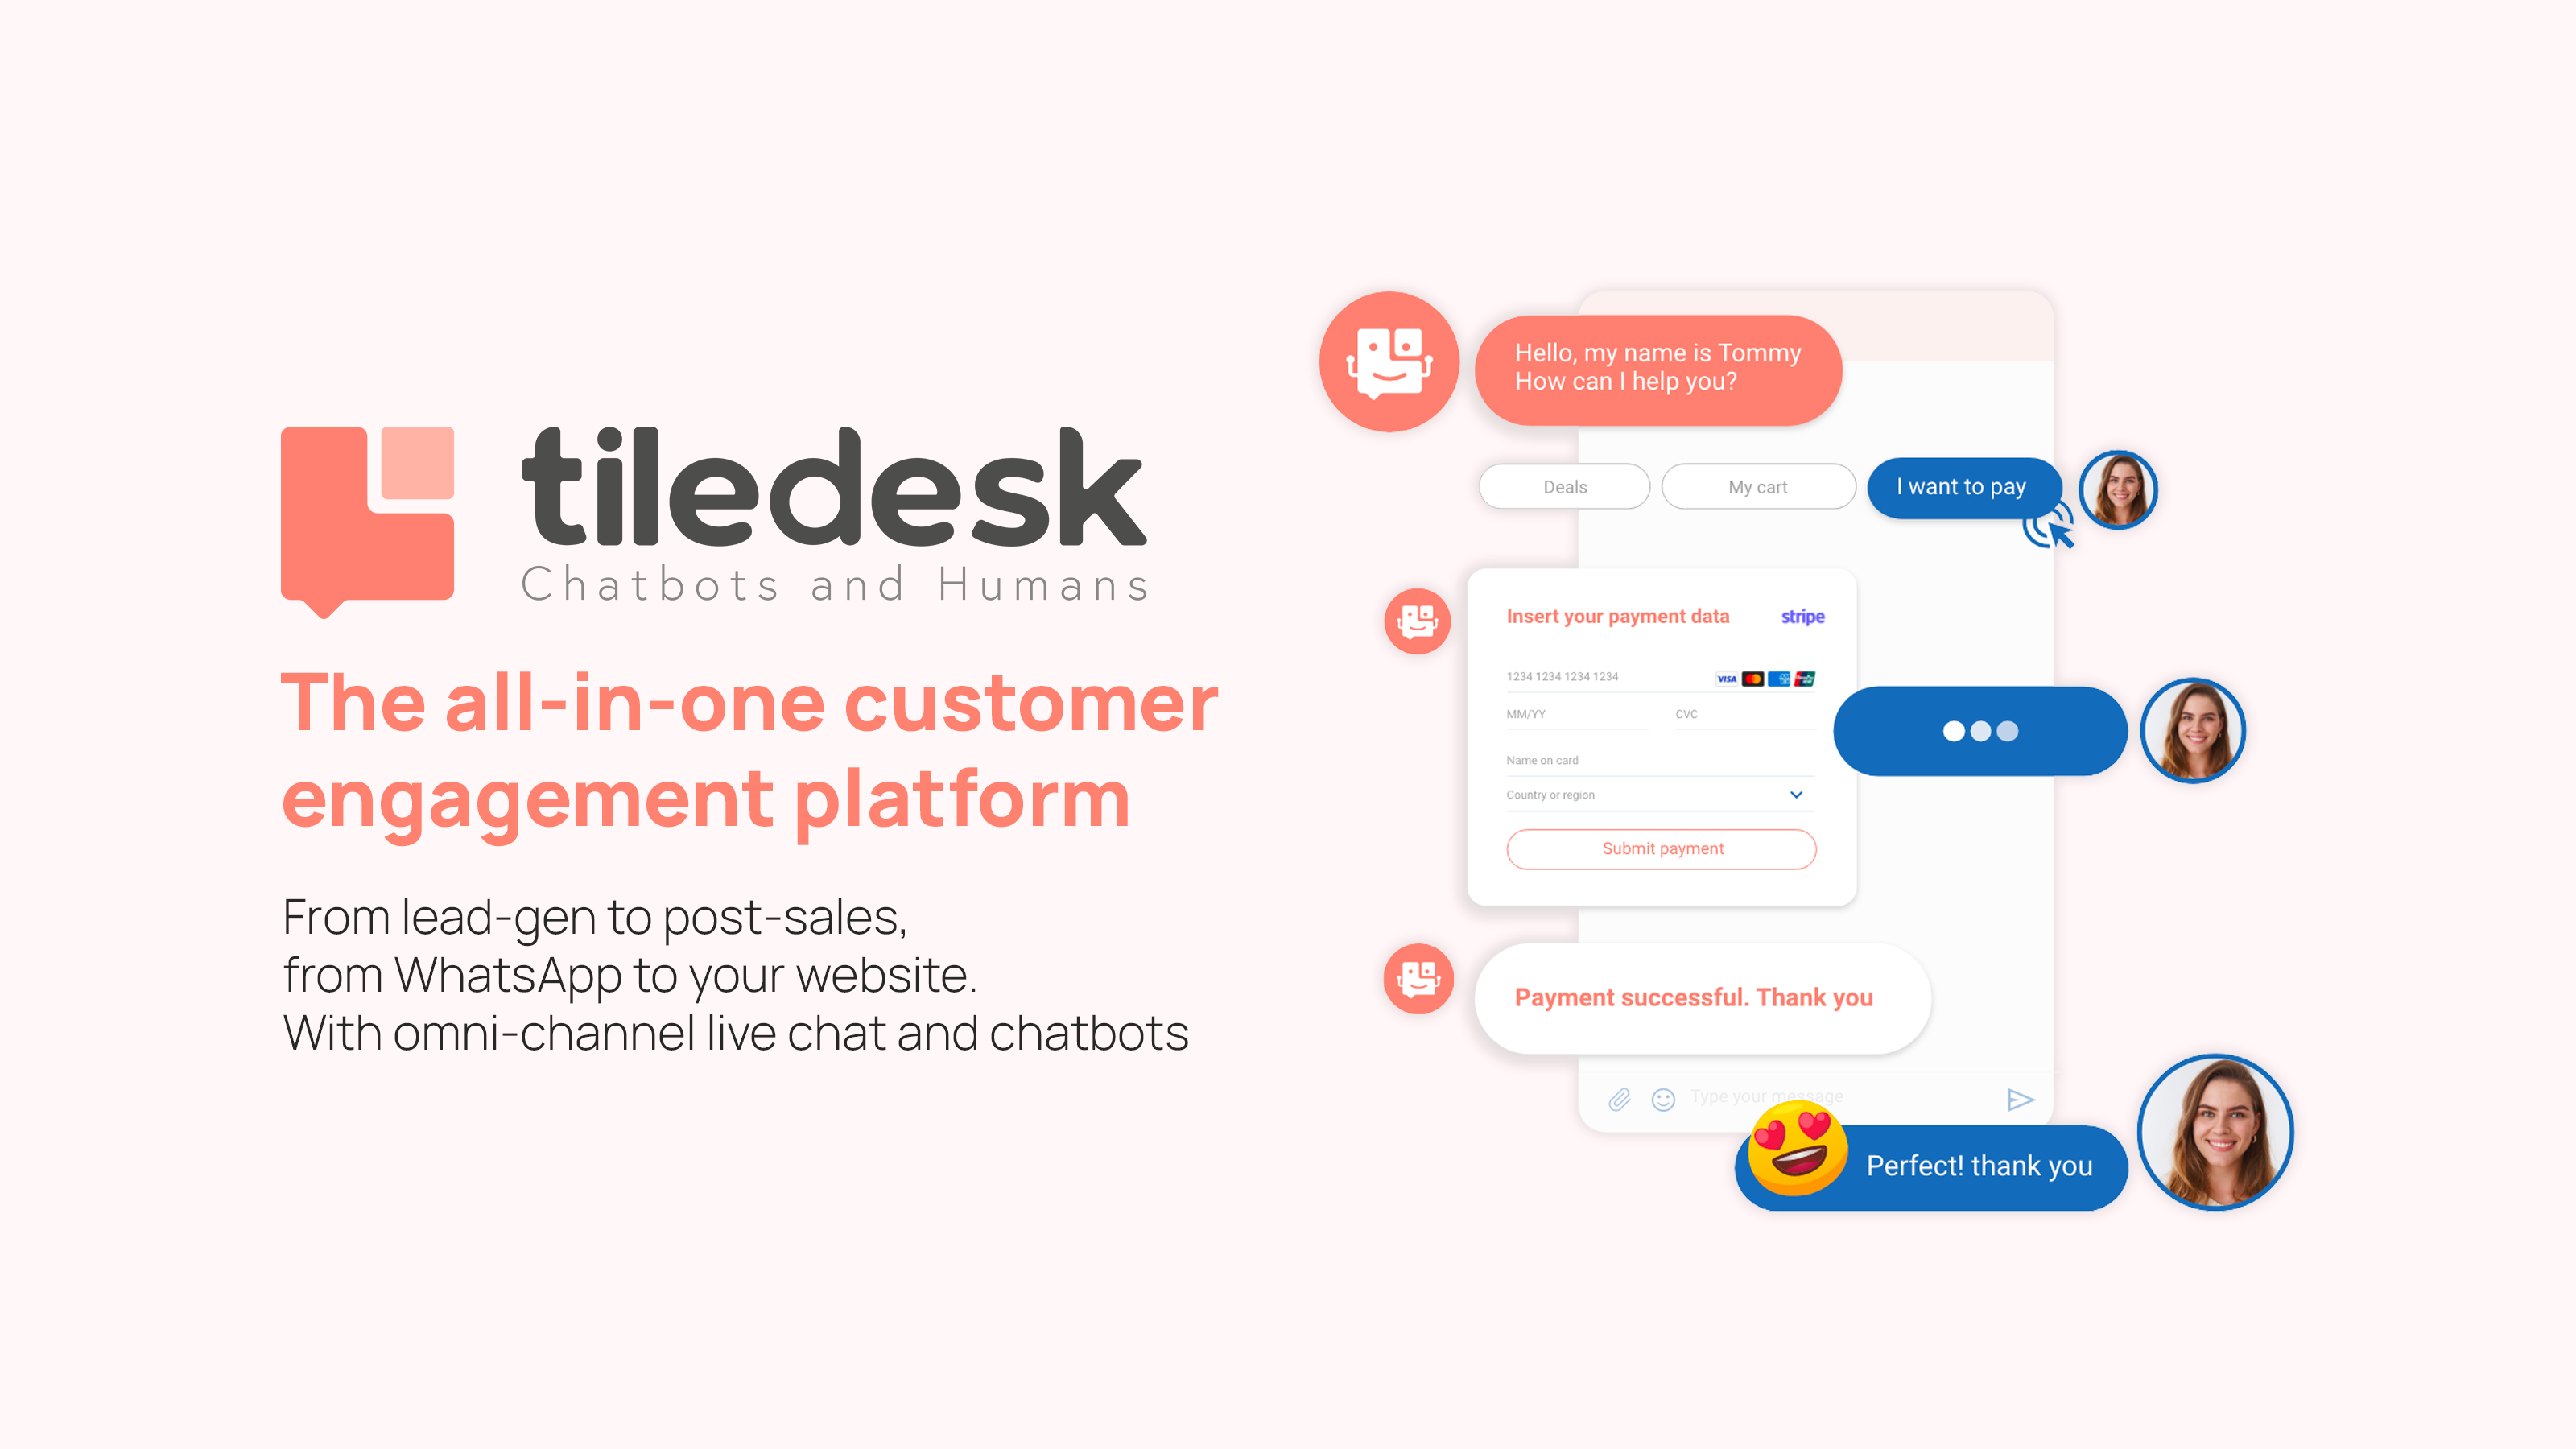 tiledesk
Chatbots and Humans
The all-in-one customer
engagement platform
From lead-gen to post-sales,
from WhatsApp to your website.
With omni-channel live chat and chatbots
Hello, my name is Tommy
How can I help you?
Deals
My cart
I want to pay
Insert your payment data
stripe
1234 1234 1234 1234
VISA
MM/YY
CVC
Name on card
Country or region
Submit payment
Payment successful. Thank you
Type your message
Perfect! thank you